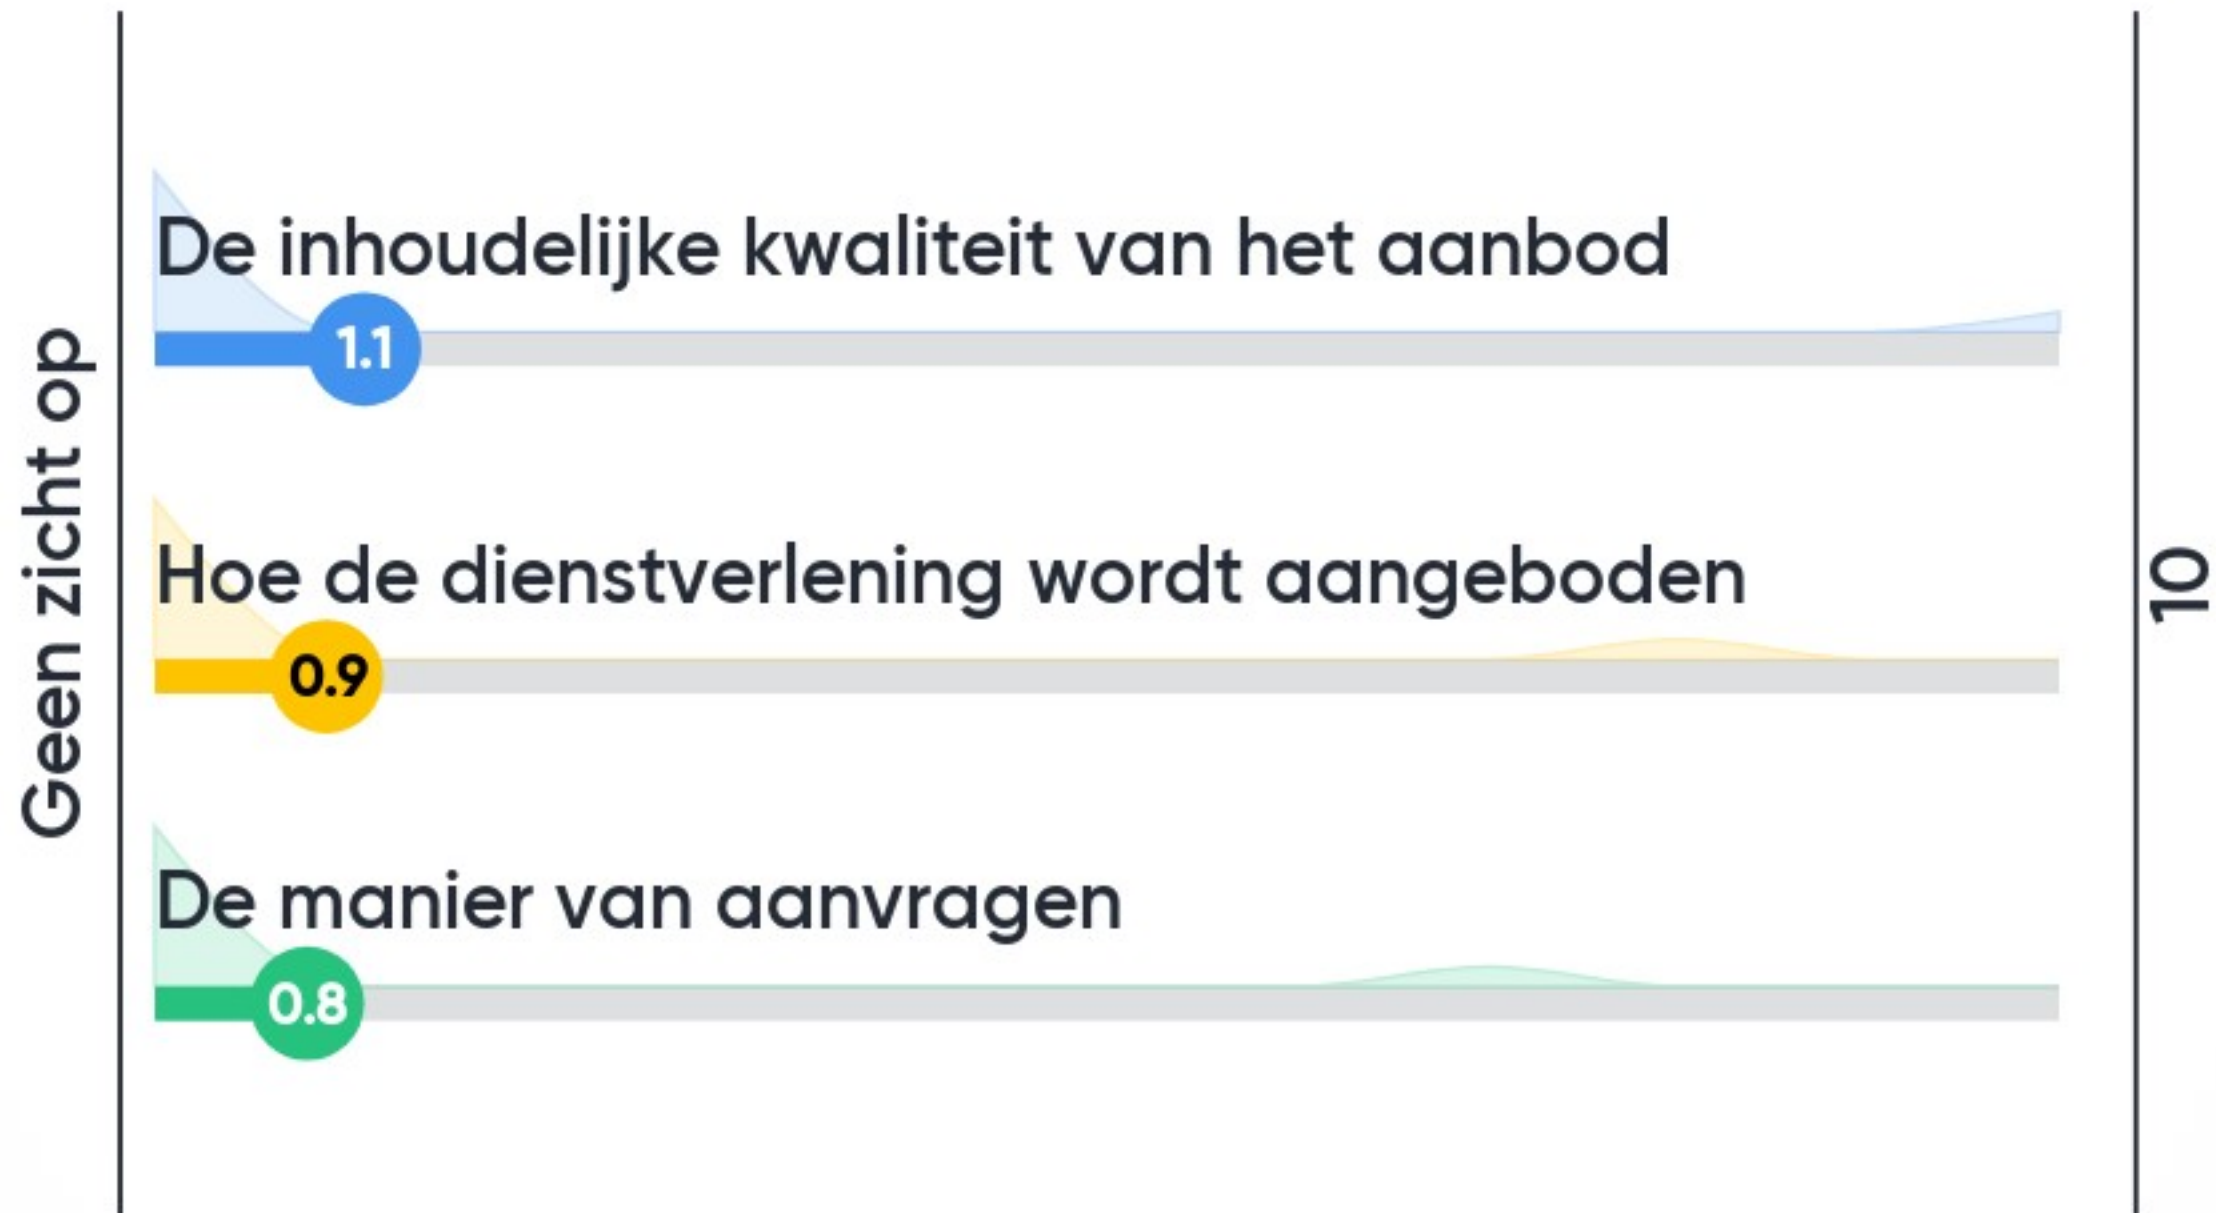 Geen zicht op
De inhoudelijke kwaliteit van het aanbod
1.1
Hoe de dienstverlening wordt aangeboden
0.9
De manier van aanvragen
0.8
10